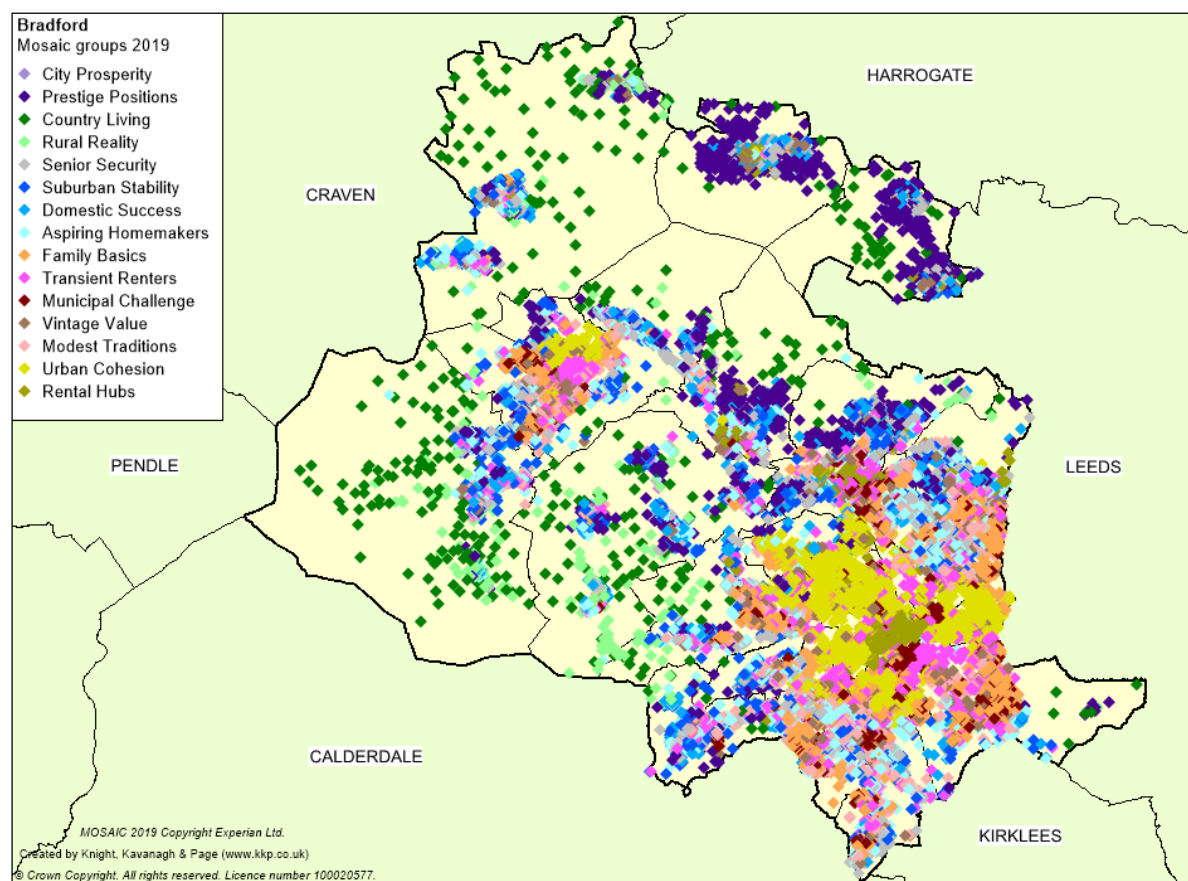 Bradford
Mosaic groups 2019
City Prosperity
Prestige Positions
Country Living
Rural Reality
Senior Security
Suburban Stability
Domestic Success
Aspiring Homemakers
Family Basics
Transient Renters
Municipal Challenge
Vintage Value
Modest Traditions
Urban Cohesion
Rental Hubs
HARROGATE
CRAVEN
PENDLE
LEEDS
CALDERDALE
KIRKLEES
MOSAIC 2019 Copyright Experian Ltd.
Created by Knight, Kavanagh & Page (www.kkp.co.uk)
© Crown Copyright. All rights reserved. Licence number 100020577.